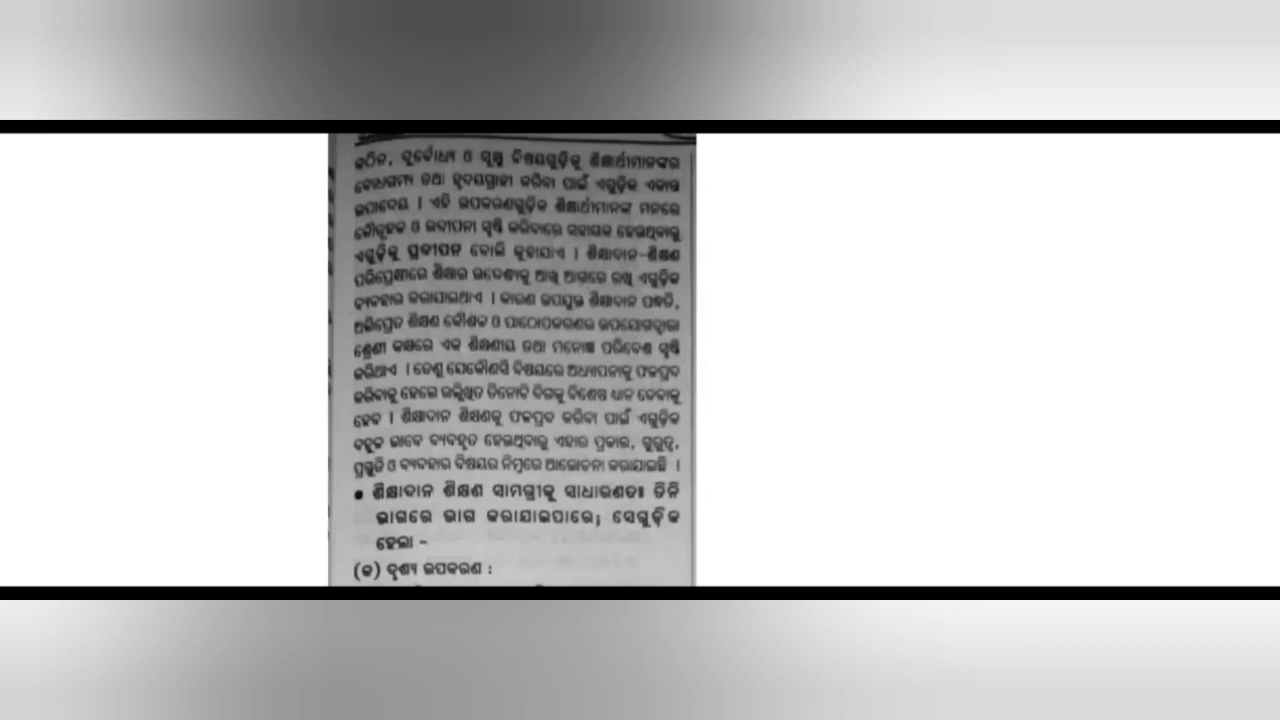 କଠିନ, ଦୁର୍ବୋଧ୍ୟ ଓ ସୂକ୍ଷ୍ମ ବିଷୟଗୁଡ଼ିକୁ ଶିକ୍ଷାର୍ଥୀମାନଙ୍କର
ବୋଧଗମ୍ୟ ତଥା ହୃଦୟଗ୍ରାହୀ କରିବା ପାଇଁ ଏଗୁଡ଼ିକ ଏକାନ୍ତ
ଉପାଦେୟ । ଏହି ଉପକରଣଗୁଡ଼ିକ ଶିକ୍ଷାର୍ଥୀମାନଙ୍କ ମନରେ
କୌତୂହଳ ଓ ଉଦ୍ଦୀପନା ସୃଷ୍ଟି କରିବାରେ ସହାୟକ ହେଉଥିବାରୁ
ଏଗୁଡ଼ିକୁ ପ୍ରଦୀପନ ବୋଲି କୁହାଯାଏ । ଶିକ୍ଷାଦାନ-ଶିକ୍ଷଣ
ପରିପ୍ରେକ୍ଷୀରେ ଶିକ୍ଷାର ଉଦ୍ଦେଶ୍ୟକୁ ଆଖି ଆଗରେ ରଖି ଏଗୁଡ଼ିକ
ବ୍ୟବହାର କରାଯାଇଥାଏ । କାରଣ ଉପଯୁକ୍ତ ଶିକ୍ଷାଦାନ ପଦ୍ଧତି,
ଅଭିପ୍ରେତ ଶିକ୍ଷଣ କୌଶଳ ଓ ପାଠୋପକରଣର ଉପଯୋଗଦ୍ୱାରା
ଶ୍ରେଣୀ କକ୍ଷରେ ଏକ ଶିକ୍ଷଣୀୟ ତଥା ମନୋଜ୍ଞ ପରିବେଶ ସୃଷ୍ଟି
କରିଥାଏ । ତେଣୁ ଯେକୌଣସି ବିଷୟରେ ଅଧ୍ୟାପନାକୁ ଫଳପ୍ରଦ
କରିବାକୁ ହେଲେ ଉଲ୍ଲିଖିତ ତିନୋଟି ଦିଗକୁ ବିଶେଷ ଧ୍ୟାନ ଦେବାକୁ
ହେବ । ଶିକ୍ଷାଦାନ ଶିକ୍ଷଣକୁ ଫଳପ୍ରଦ କରିବା ପାଇଁ ଏଗୁଡ଼ିକ
ବହୁଳ ଭାବେ ବ୍ୟବହୃତ ହେଉଥିବାରୁ ଏହାର ପ୍ରକାର, ଗୁରୁତ୍ୱ,
ପ୍ରସ୍ତୁତି ଓ ବ୍ୟବହାର ବିଷୟର ନିମ୍ନରେ ଆଲୋଚନା କରାଯାଇଛି ।
● ଶିକ୍ଷାଦାନ ଶିକ୍ଷଣ ସାମଗ୍ରୀକୁ ସାଧାରଣତଃ ତିନି
ଭାଗରେ ଭାଗ କରାଯାଇପାରେ; ସେଗୁଡ଼ିକ
ହେଲା -
(କ) ଦୃଶ୍ୟ ଉପକରଣ :